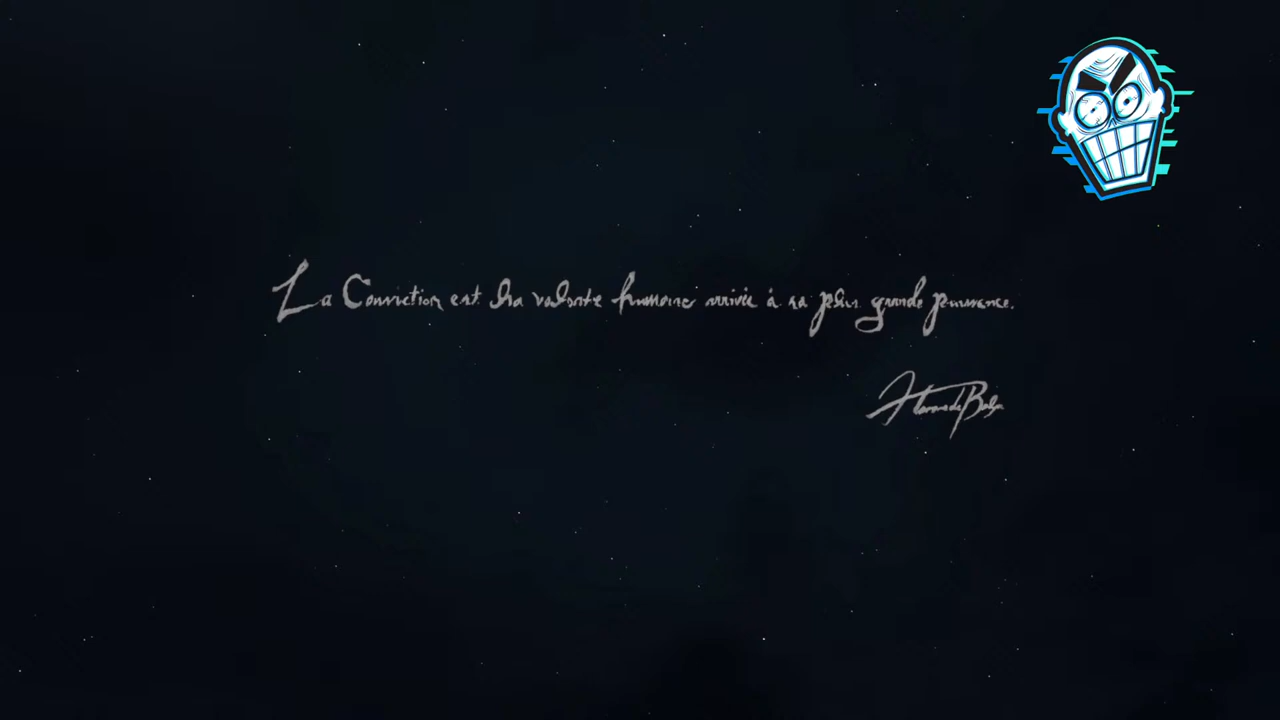 La Conviction est la volonté humaine arrivée à sa plus grande puissance.